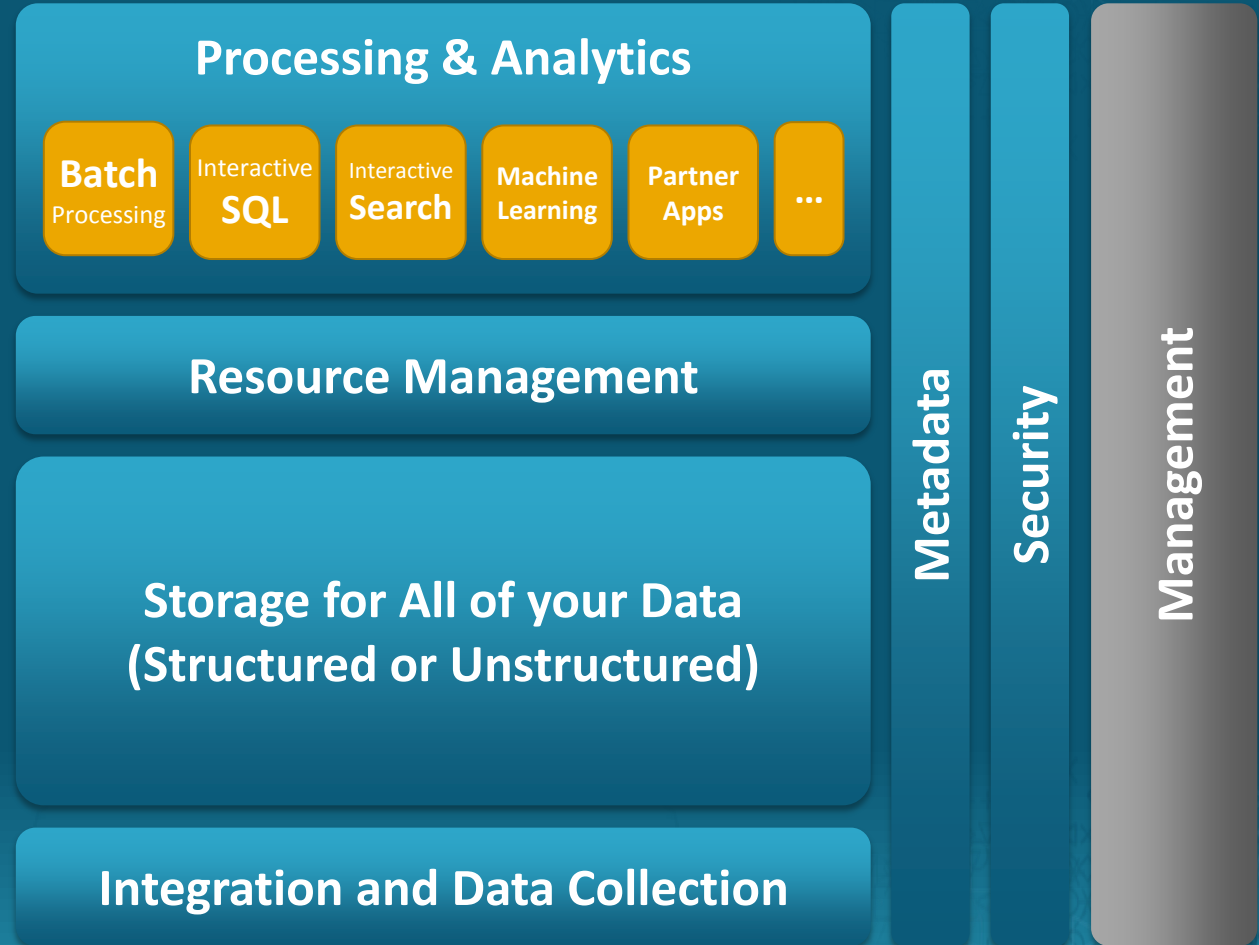 Processing & Analytics
Batch
Processing
Interactive
SQL
Interactive
Search
Machine
Learning
Partner
Apps
...
Resource Management
Storage for All of your Data
(Structured or Unstructured)
Integration and Data Collection
Metadata
Security
Management